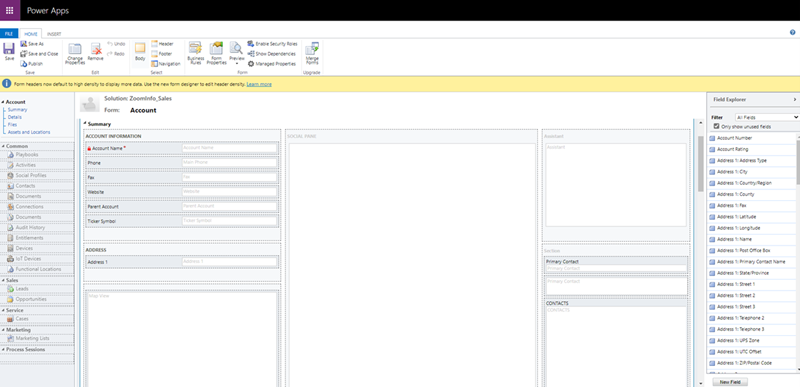 Power Apps
FILE HOME INSERT
Save
Save As
Save and Close
Publish
Save
Change Properties
Remove
Undo
Redo
Edit
Body
Header
Footer
Navigation
Select
Business Rules
Form Properties
Preview
Enable Security Roles
Show Dependencies
Managed Properties
Form
Merge Forms
Upgrade
Form headers now default to high density to display more data. Use the new form designer to edit header density. Learn more
Account
Summary
Details
Files
Assets and Locations
Common
Playbooks
Activities
Social Profiles
Contacts
Documents
Connections
Documents
Audit History
Entitlements
Devices
IoT Devices
Functional Locations
Sales
Leads
Opportunities
Service
Cases
Marketing
Marketing Lists
Process Sessions
Solution: ZoomInfo_Sales
Form: Account
Summary
ACCOUNT INFORMATION
Account Name * Account Name
Phone Main Phone
Fax Fax
Website Website
Parent Account Parent Account
Ticker Symbol Ticker Symbol
ADDRESS
Address 1 Address 1
Map View
SOCIAL PANE
Assistant
Assistant
Section
Primary Contact
Primary Contact
Primary Contact
CONTACTS
CONTACTS
Field Explorer
Filter All Fields
Only show unused fields
Account Number
Account Rating
Address 1: Address Type
Address 1: City
Address 1: Country/Region
Address 1: County
Address 1: Fax
Address 1: Latitude
Address 1: Longitude
Address 1: Name
Address 1: Post Office Box
Address 1: Primary Contact Name
Address 1: State/Province
Address 1: Street 1
Address 1: Street 2
Address 1: Street 3
Address 1: Telephone 2
Address 1: Telephone 3
Address 1: UPS Zone
Address 1: UTC Offset
Address 1: ZIP/Postal Code
New Field